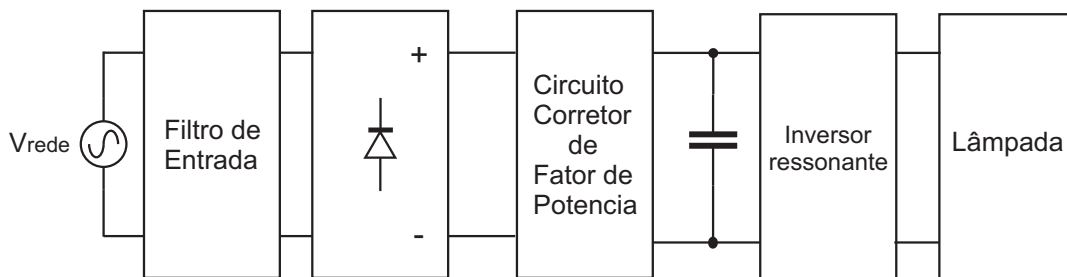 Vrede
Filtro de
Entrada
+
-
Circuito
Corretor
de
Fator de
Potencia
Inversor
ressonante
Lâmpada